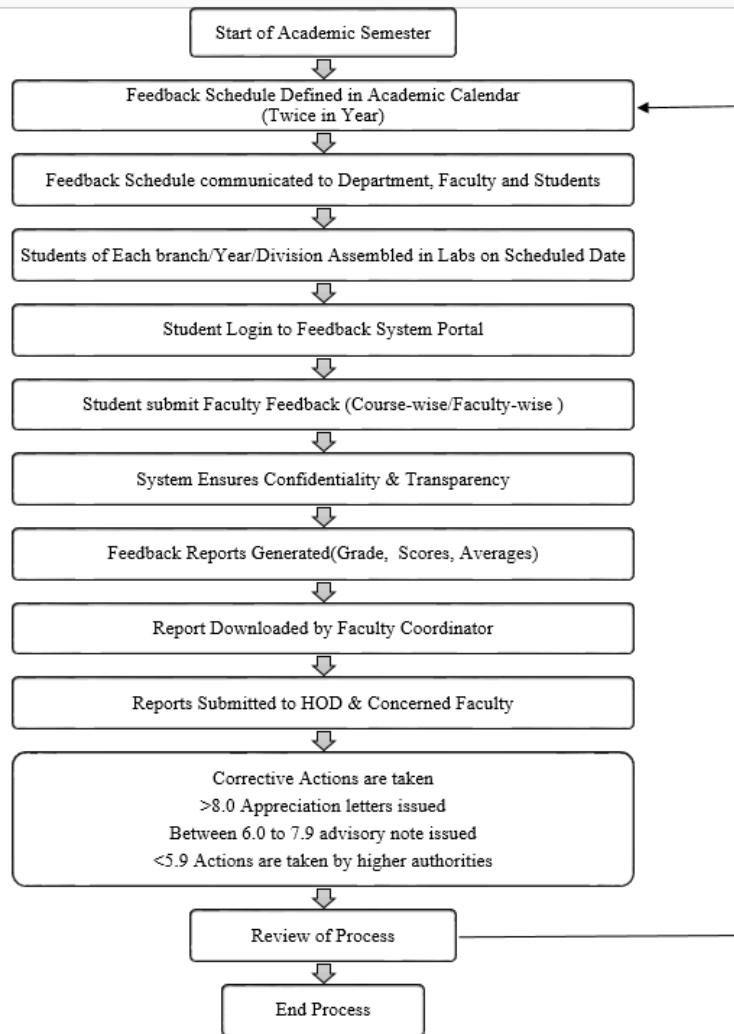 Start of Academic Semester
Feedback Schedule Defined in Academic Calendar
(Twice in Year)
Feedback Schedule communicated to Department, Faculty and Students
Students of Each branch/Year/Division Assembled in Labs on Scheduled Date
Student Login to Feedback System Portal
Student submit Faculty Feedback (Course-wise/Faculty-wise )
System Ensures Confidentiality & Transparency
Feedback Reports Generated(Grade, Scores, Averages)
Report Downloaded by Faculty Coordinator
Reports Submitted to HOD & Concerned Faculty
Corrective Actions are taken
>8.0 Appreciation letters issued
Between 6.0 to 7.9 advisory note issued
<5.9 Actions are taken by higher authorities
Review of Process
End Process